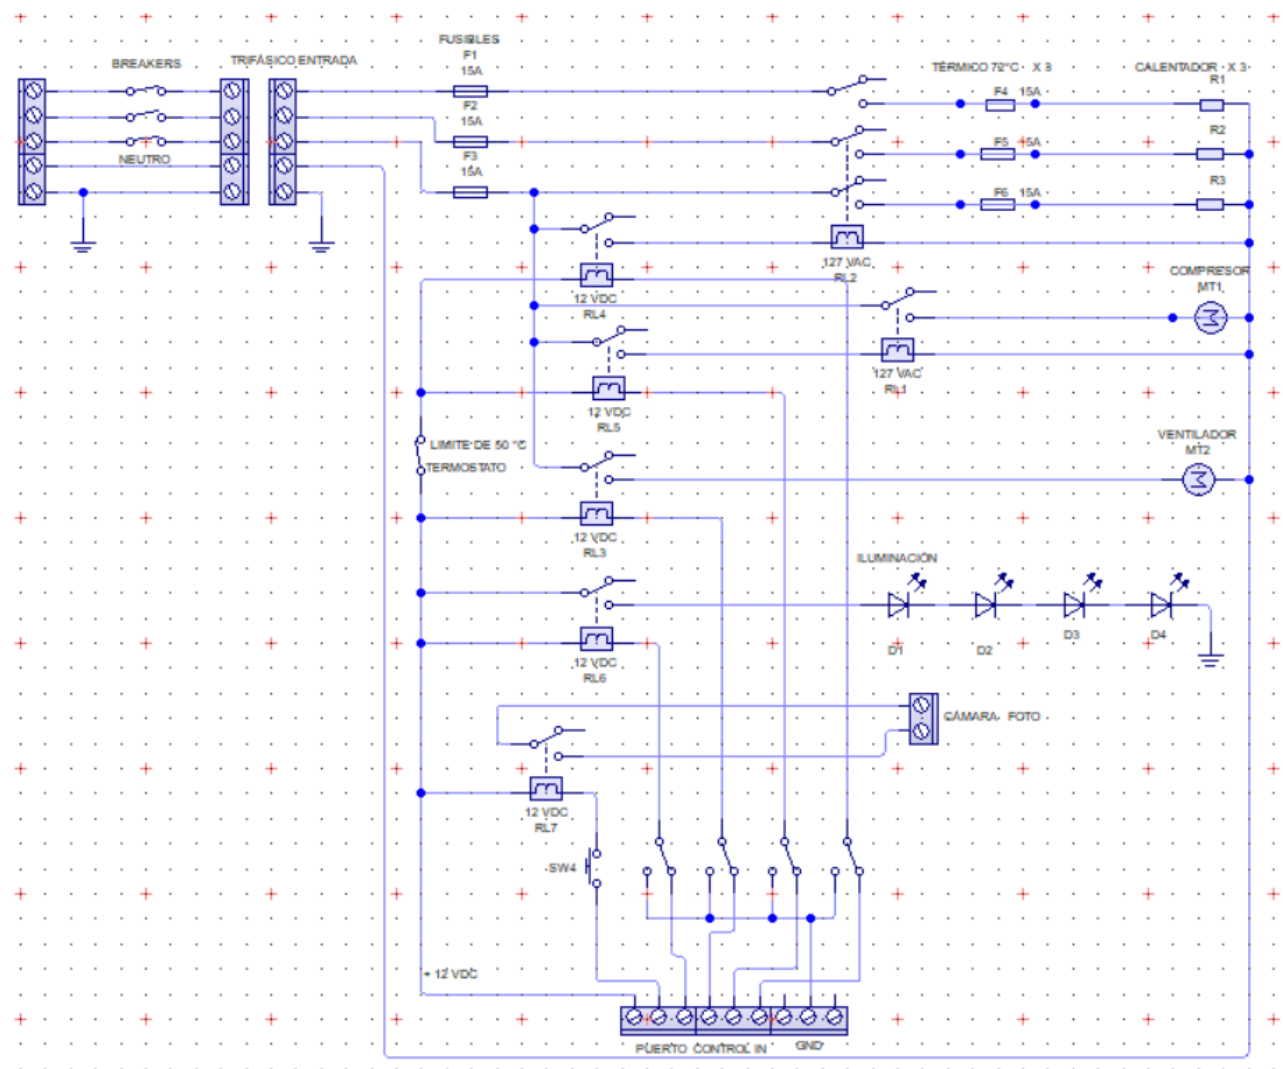 FUSIBLES
F1
15A
BREAKERS
TRIFÁSICO ENTRADA
TÉRMICO 72°C X 3
CALENTADOR X 3
R1
F4 15A
F2
15A
R2
F5 15A
NEUTRO
F3
15A
R3
F6 15A
127 VAC
RL2
COMPRESOR
MT1
12 VDC
RL4
127 VAC
RL1
12 VDC
RL5
LIMITE DE 50 °C
TERMOSTATO
VENTILADOR
MT2
12 VDC
RL3
ILUMINACIÓN
D1
D2
D3
D4
12 VDC
RL6
CÁMARA FOTO
12 VDC
RL7
SW4
+ 12 VDC
PUERTO CONTROL IN
GND